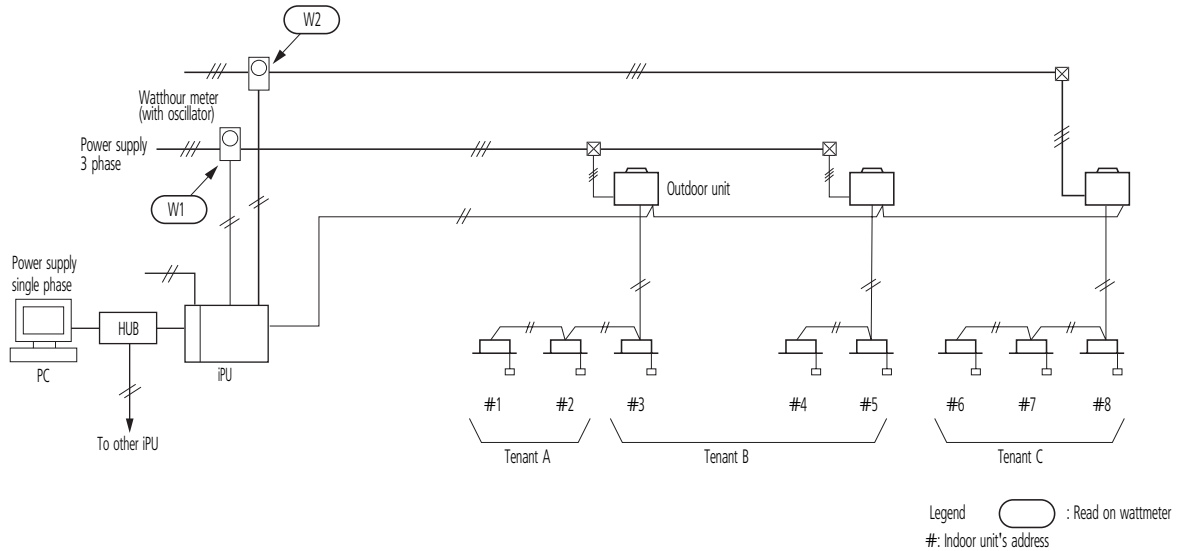 W2
Watthour meter
(with oscillator)
Power supply
3 phase
W1
Outdoor unit
Power supply
single phase
HUB
PC
iPU
To other iPU
#1 #2 #3 #4 #5 #6 #7 #8
Tenant A Tenant B Tenant C
Legend : Read on wattmeter
#: Indoor unit's address